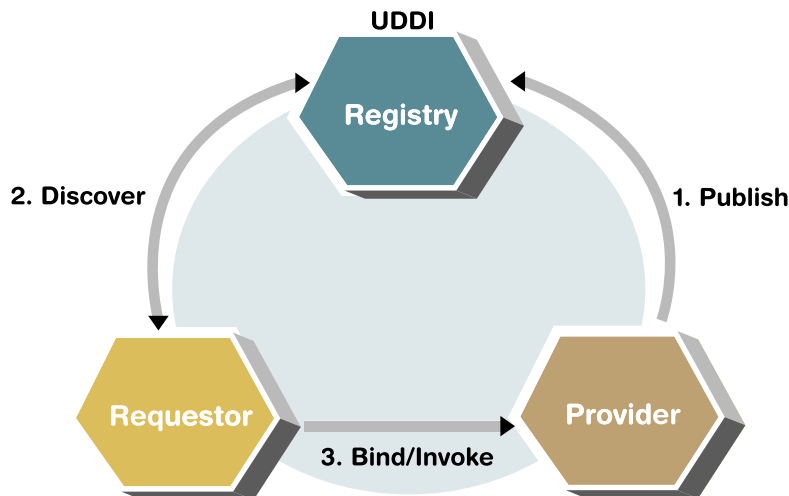 UDDI
Registry
2. Discover
1. Publish
Requestor
Provider
3. Bind/Invoke